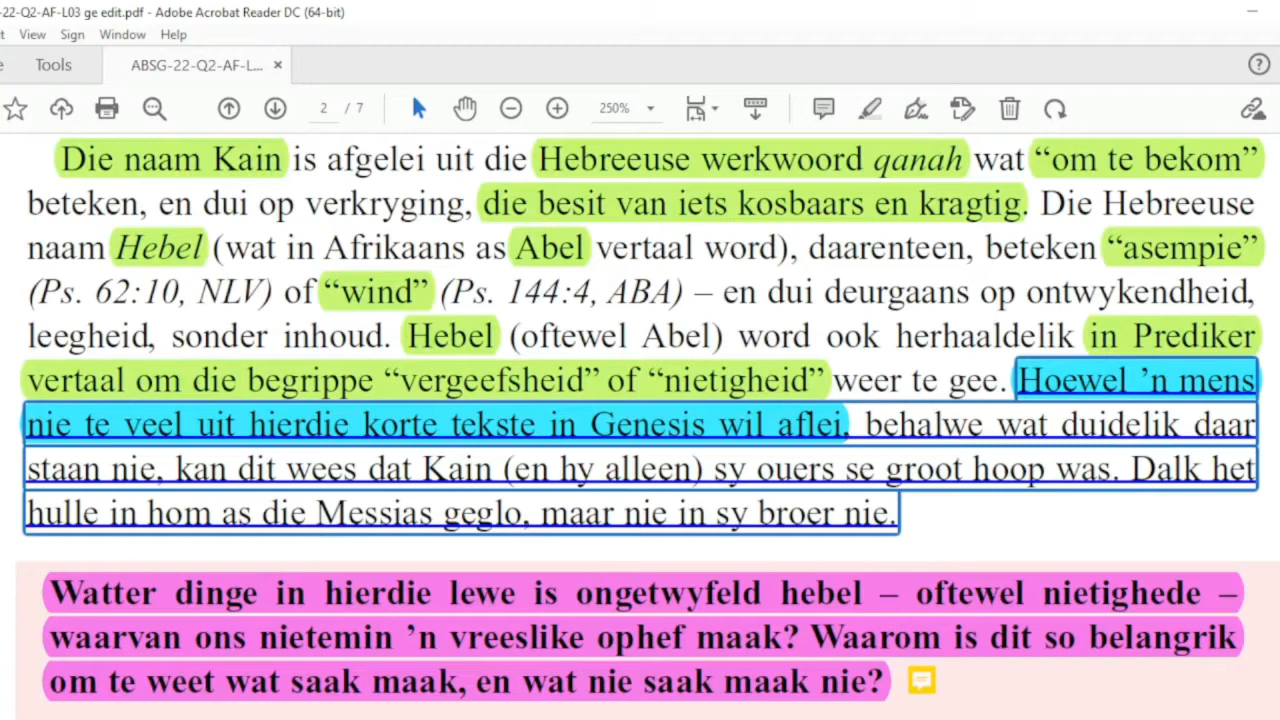 -22-Q2-AF-L03 ge edit.pdf - Adobe Acrobat Reader DC (64-bit)
t View Sign Window Help
e Tools ABSG-22-Q2-AF-L... ×
2 / 7 250%
Die naam Kain is afgelei uit die Hebreeuse werkwoord qanah wat “om te bekom”
beteken, en dui op verkryging, die besit van iets kosbaars en kragtig. Die Hebreeuse
naam Hebel (wat in Afrikaans as Abel vertaal word), daarenteen, beteken “asempie”
(Ps. 62:10, NLV) of “wind” (Ps. 144:4, ABA) – en dui deurgaans op ontwykendheid,
leegheid, sonder inhoud. Hebel (oftewel Abel) word ook herhaaldelik in Prediker
vertaal om die begrippe “vergeefsheid” of “nietigheid” weer te gee. Hoewel ’n mens
nie te veel uit hierdie korte tekste in Genesis wil aflei, behalwe wat duidelik daar
staan nie, kan dit wees dat Kain (en hy alleen) sy ouers se groot hoop was. Dalk het
hulle in hom as die Messias geglo, maar nie in sy broer nie.
Watter dinge in hierdie lewe is ongetwyfeld hebel – oftewel nietighede –
waarvan ons nietemin ’n vreeslike ophef maak? Waarom is dit so belangrik
om te weet wat saak maak, en wat nie saak maak nie?